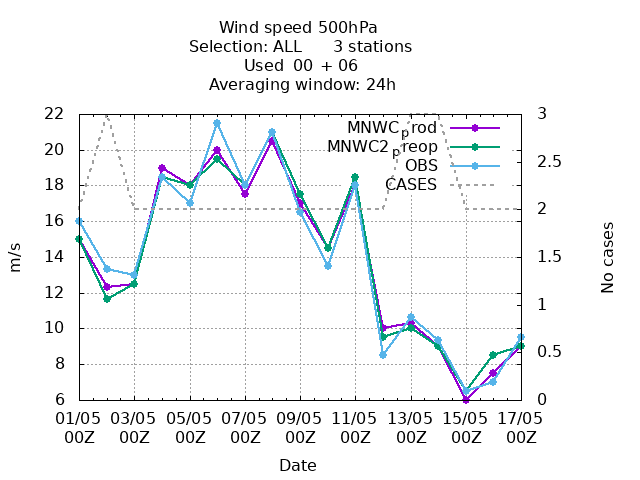 Wind speed 500hPa
Selection: ALL      3 stations
Used  00 + 06
Averaging window: 24h
22 3
MNWCprod
20 MNWC2preop
2.5
OBS
18 CASES
2
16
14 1.5
12
1
10
8 0.5
6 0
01/05 03/05 05/05 07/05 09/05 11/05 13/05 15/05 17/05
00Z 00Z 00Z 00Z 00Z 00Z 00Z 00Z 00Z
m/s
No cases
Date